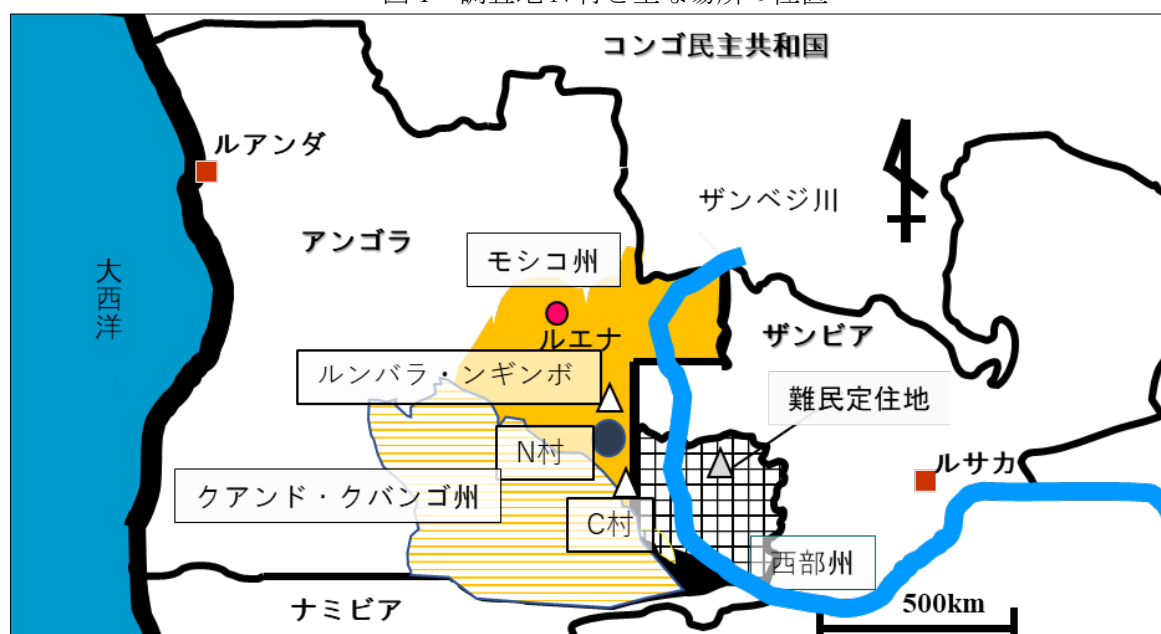 コンゴ民主共和国
ルアンダ
ザンベジ川
アンゴラ
モシコ州
大西洋
ルエナ
ザンビア
ルンバラ・ンギンボ
難民定住地
N村
ルサカ
クアンド・クバンゴ州
C村
西部州
ナミビア
500km